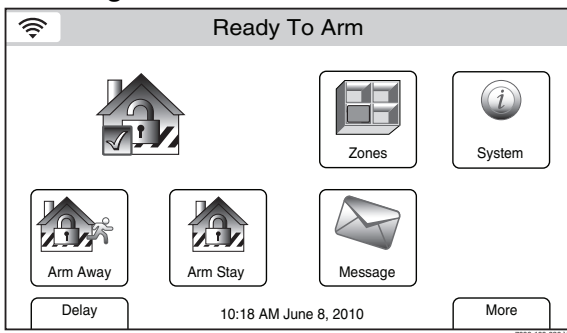 Ready To Arm
Zones
System
Arm Away
Arm Stay
Message
Delay
10:18 AM June 8, 2010
More